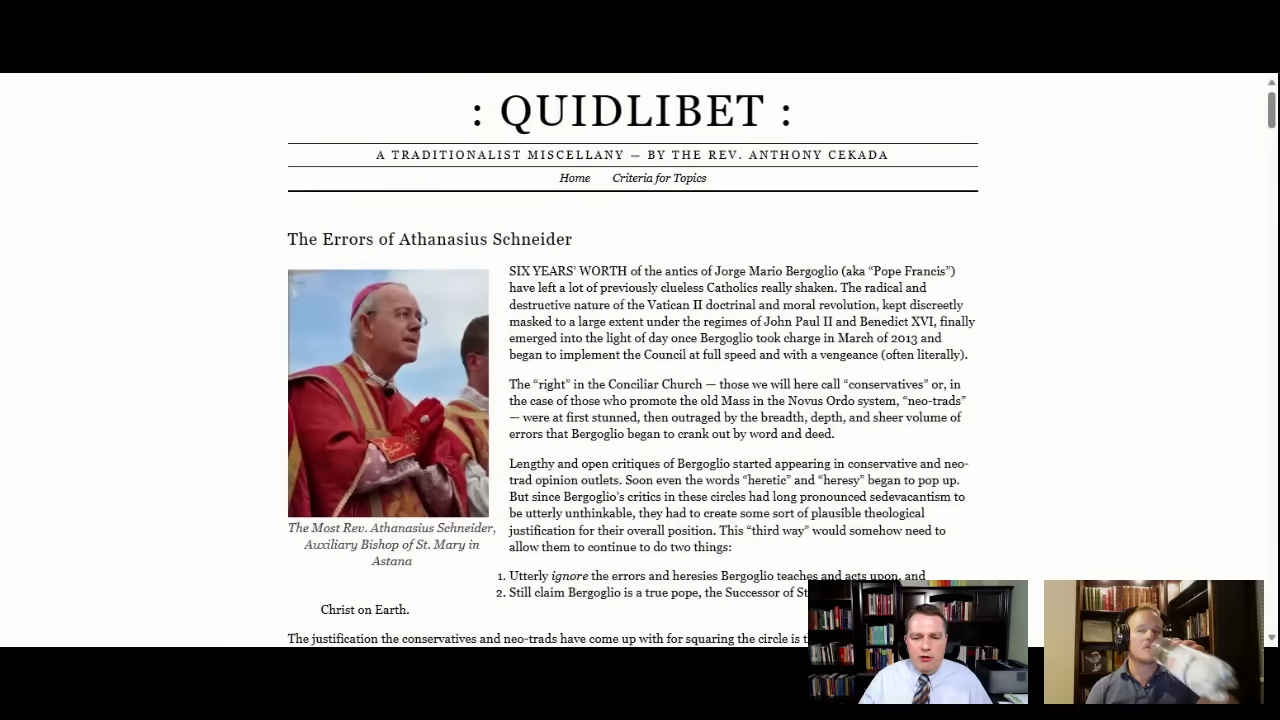 : QUIDLIBET :
A TRADITIONALIST MISCELLANY — BY THE REV. ANTHONY CEKADA
Home Criteria for Topics
The Errors of Athanasius Schneider
SIX YEARS’ WORTH of the antics of Jorge Mario Bergoglio (aka “Pope Francis”)
have left a lot of previously clueless Catholics really shaken. The radical and
destructive nature of the Vatican II doctrinal and moral revolution, kept discreetly
masked to a large extent under the regimes of John Paul II and Benedict XVI, finally
emerged into the light of day once Bergoglio took charge in March of 2013 and
began to implement the Council at full speed and with a vengeance (often literally).
The “right” in the Conciliar Church — those we will here call “conservatives” or, in
the case of those who promote the old Mass in the Novus Ordo system, “neo-trads”
— were at first stunned, then outraged by the breadth, depth, and sheer volume of
errors that Bergoglio began to crank out by word and deed.
Lengthy and open critiques of Bergoglio started appearing in conservative and neo-
trad opinion outlets. Soon even the words “heretic” and “heresy” began to pop up.
But since Bergoglio’s critics in these circles had long pronounced sedevacantism to
be utterly unthinkable, they had to create some sort of plausible theological
justification for their overall position. This “third way” would somehow need to
allow them to continue to do two things:
The Most Rev. Athanasius Schneider,
Auxiliary Bishop of St. Mary in
Astana
1. Utterly ignore the errors and heresies Bergoglio teaches and acts upon, and
2. Still claim Bergoglio is a true pope, the Successor of St
Christ on Earth.
The justification the conservatives and neo-trads have come up with for squaring the circle is t